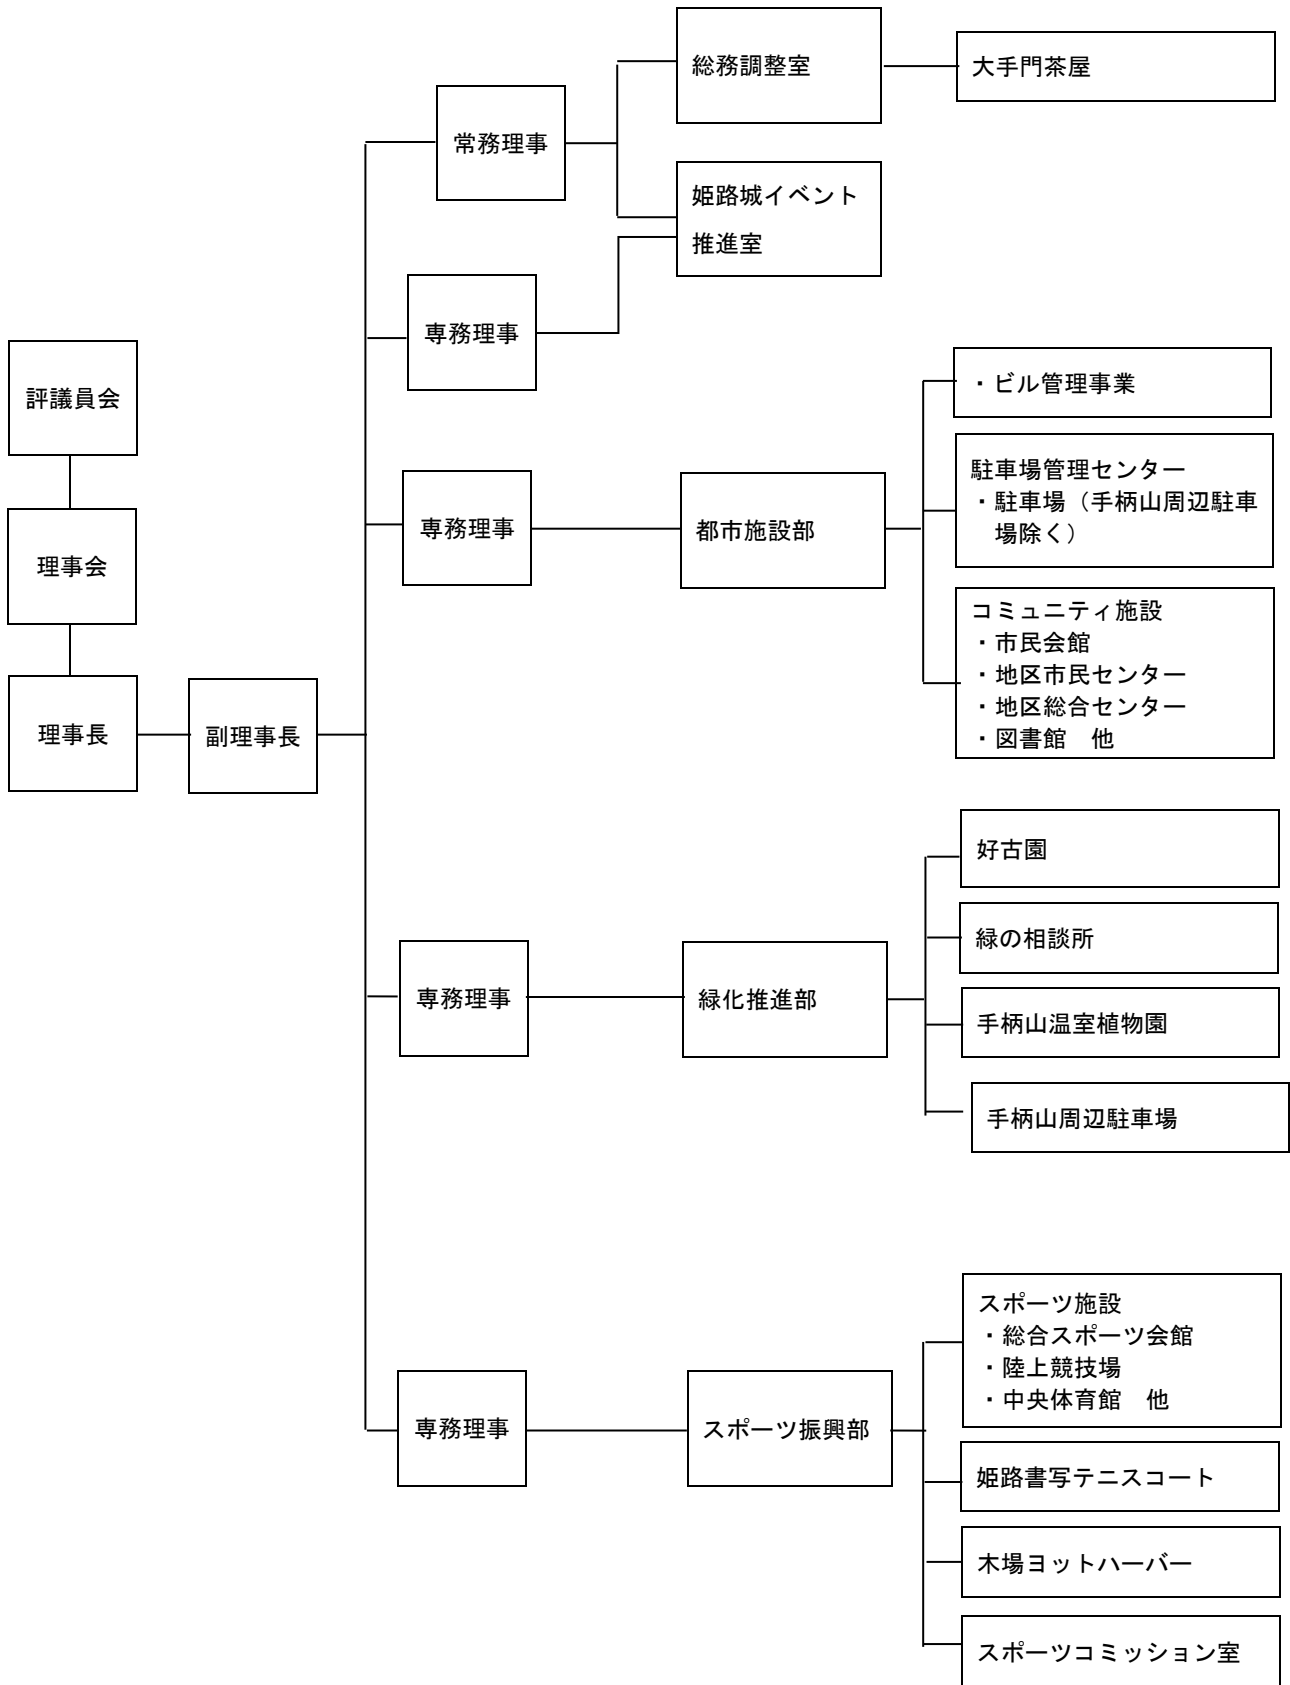 評議員会
理事会
理事長
副理事長
常務理事
総務調整室
大手門茶屋
姫路城イベント
推進室
専務理事
専務理事
都市施設部
・ビル管理事業
駐車場管理センター
・駐車場（手柄山周辺駐車
場除く）
コミュニティ施設
・市民会館
・地区市民センター
・地区総合センター
・図書館　他
専務理事
緑化推進部
好古園
緑の相談所
手柄山温室植物園
手柄山周辺駐車場
専務理事
スポーツ振興部
スポーツ施設
・総合スポーツ会館
・陸上競技場
・中央体育館　他
姫路書写テニスコート
木場ヨットハーバー
スポーツコミッション室